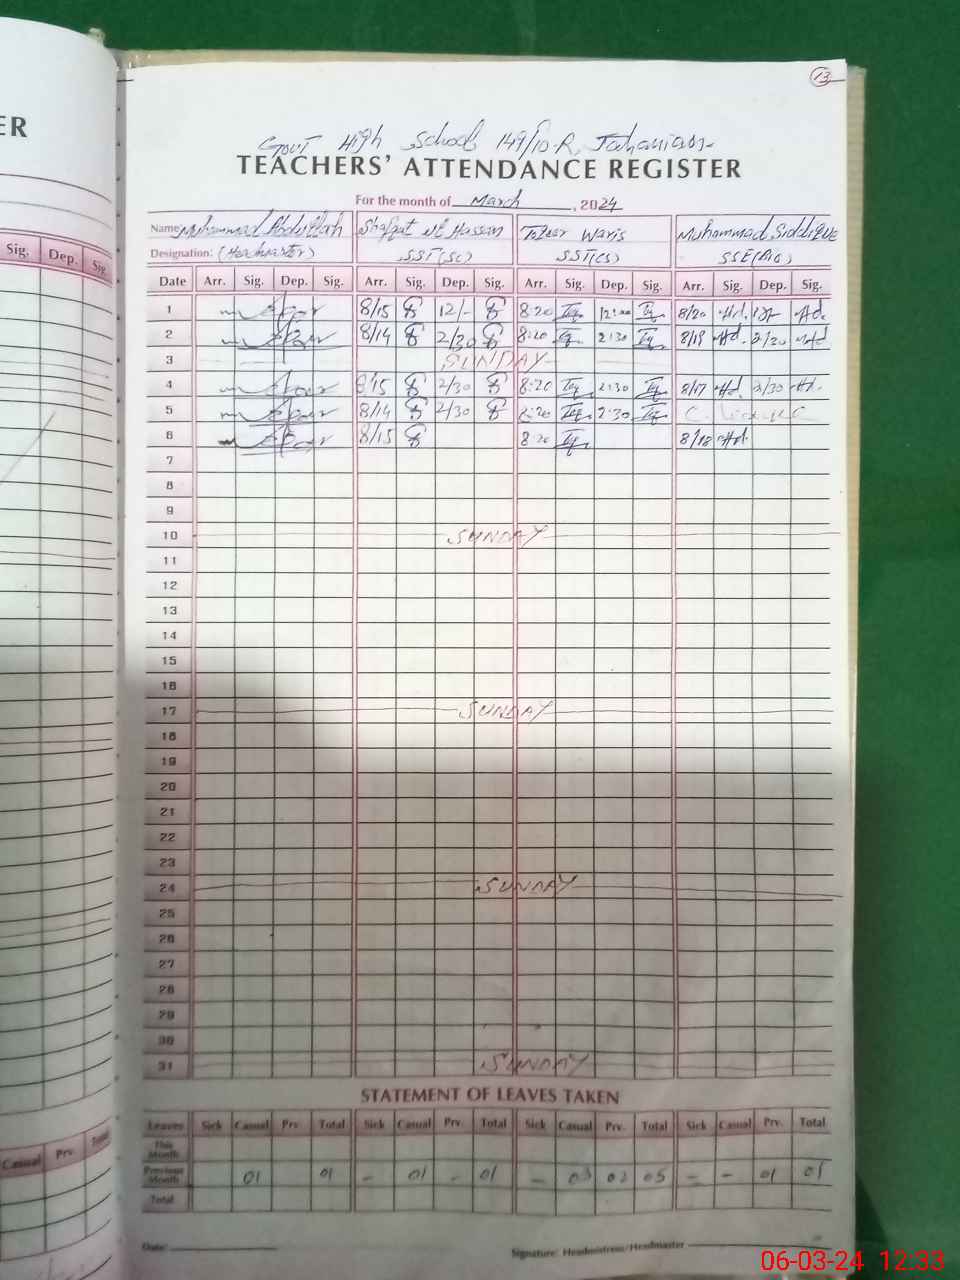 13
ER
Govt High School 149/10-R, Jahanian
TEACHERS' ATTENDANCE REGISTER
For the month of March, 2024
Name Muhammad Abdullah Shafqat ul Hassan Waris Muhammad Siddique
Designation: (Headmaster) SST(SC) SST(CS)
Sig. Dep. Sig.
Date Arr. Sig. Dep. Sig. Arr. Sig. Dep. Sig. Arr. Sig. Dep. Sig. Arr. Sig. Dep. Sig.
1 8/15 12/- 8:20 12:00 8/20
2 8/14 2/30 8:20 2:30 8/19 2/30
3 SUNDAY
4 8/15 2/30 8:20 2:30 8/17 2/30
5 8/14 2/30 8:20 2:30
6 8/15 8:20 8/18
7
8
9
10 SUNDAY
11
12
13
14
15
16
17 SUNDAY
18
19
20
21
22
23
24 SUNDAY
25
26
27
28
29
30
31 SUNDAY
STATEMENT OF LEAVES TAKEN
Leaves Sick Casual Prv. Total Sick Casual Prv. Total Sick Casual Prv. Total Sick Casual Prv. Total
This Month
Casual Prv. Total
Previous Month 01 01 - 01 - 01 - 03 02 05 - - 01 01
Total
Date:
Signature: Headmistress/Headmaster
06-03-24 12:33